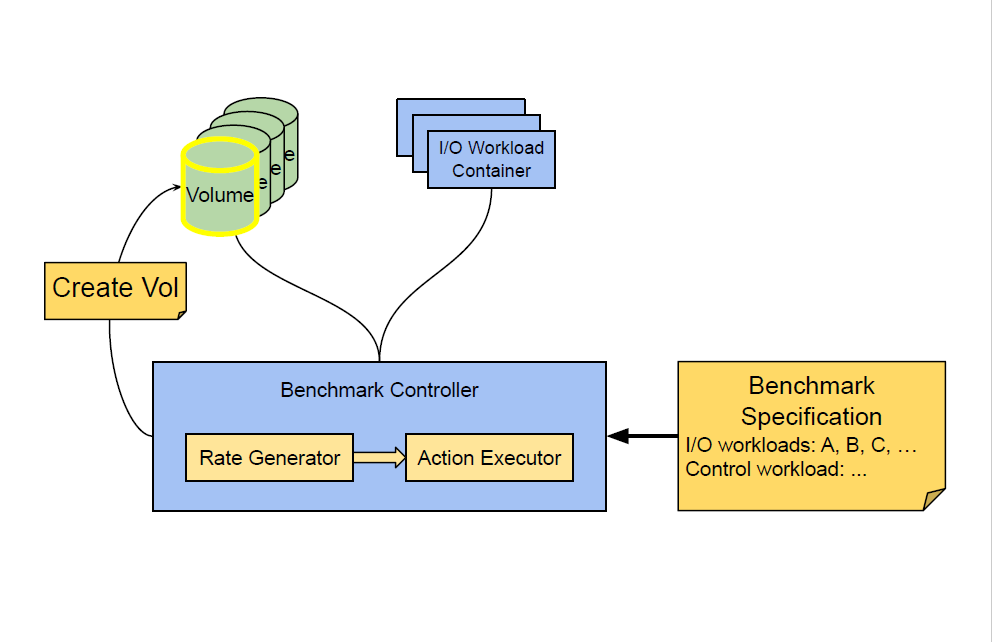 e
e
e
Volume
I/O Workload
Container
Create Vol
Benchmark Controller
Rate Generator
Action Executor
Benchmark
Specification
I/O workloads: A, B, C, …
Control workload: ...